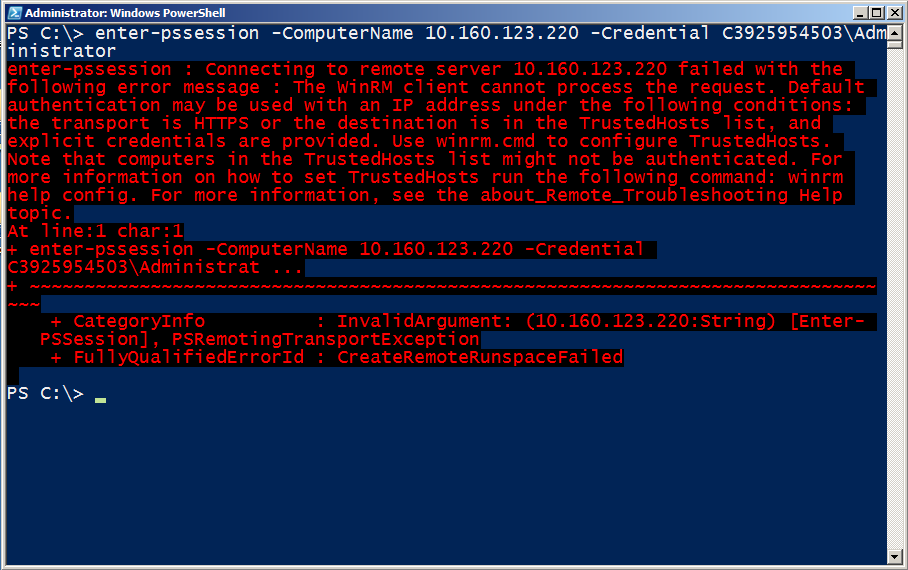 Administrator: Windows PowerShell
PS C:\> enter-pssession -ComputerName 10.160.123.220 -Credential C3925954503\Adm
inistrator
enter-pssession : Connecting to remote server 10.160.123.220 failed with the
following error message : The WinRM client cannot process the request. Default
authentication may be used with an IP address under the following conditions:
the transport is HTTPS or the destination is in the TrustedHosts list, and
explicit credentials are provided. Use winrm.cmd to configure TrustedHosts.
Note that computers in the TrustedHosts list might not be authenticated. For
more information on how to set TrustedHosts run the following command: winrm
help config. For more information, see the about_Remote_Troubleshooting Help
topic.
At line:1 char:1
+ enter-pssession -ComputerName 10.160.123.220 -Credential
C3925954503\Administrat ...
+ ~~~~~~~~~~~~~~~~~~~~~~~~~~~~~~~~~~~~~~~~~~~~~~~~~~~~~~~~~~~~~~~~~~~~~~~~~~~~~
~~~
    + CategoryInfo          : InvalidArgument: (10.160.123.220:String) [Enter-
   PSSession], PSRemotingTransportException
    + FullyQualifiedErrorId : CreateRemoteRunspaceFailed
PS C:\>